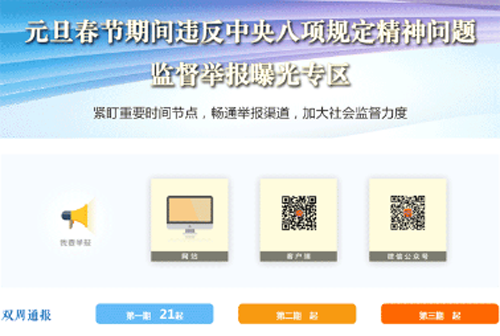 元旦春节期间违反中央八项规定精神问题
监督举报曝光专区
紧盯重要时间节点，畅通举报渠道，加大社会监督力度
我要举报
网站
客户端
微信公众号
双周通报
第一期 21起
第二期 起
第三期 起